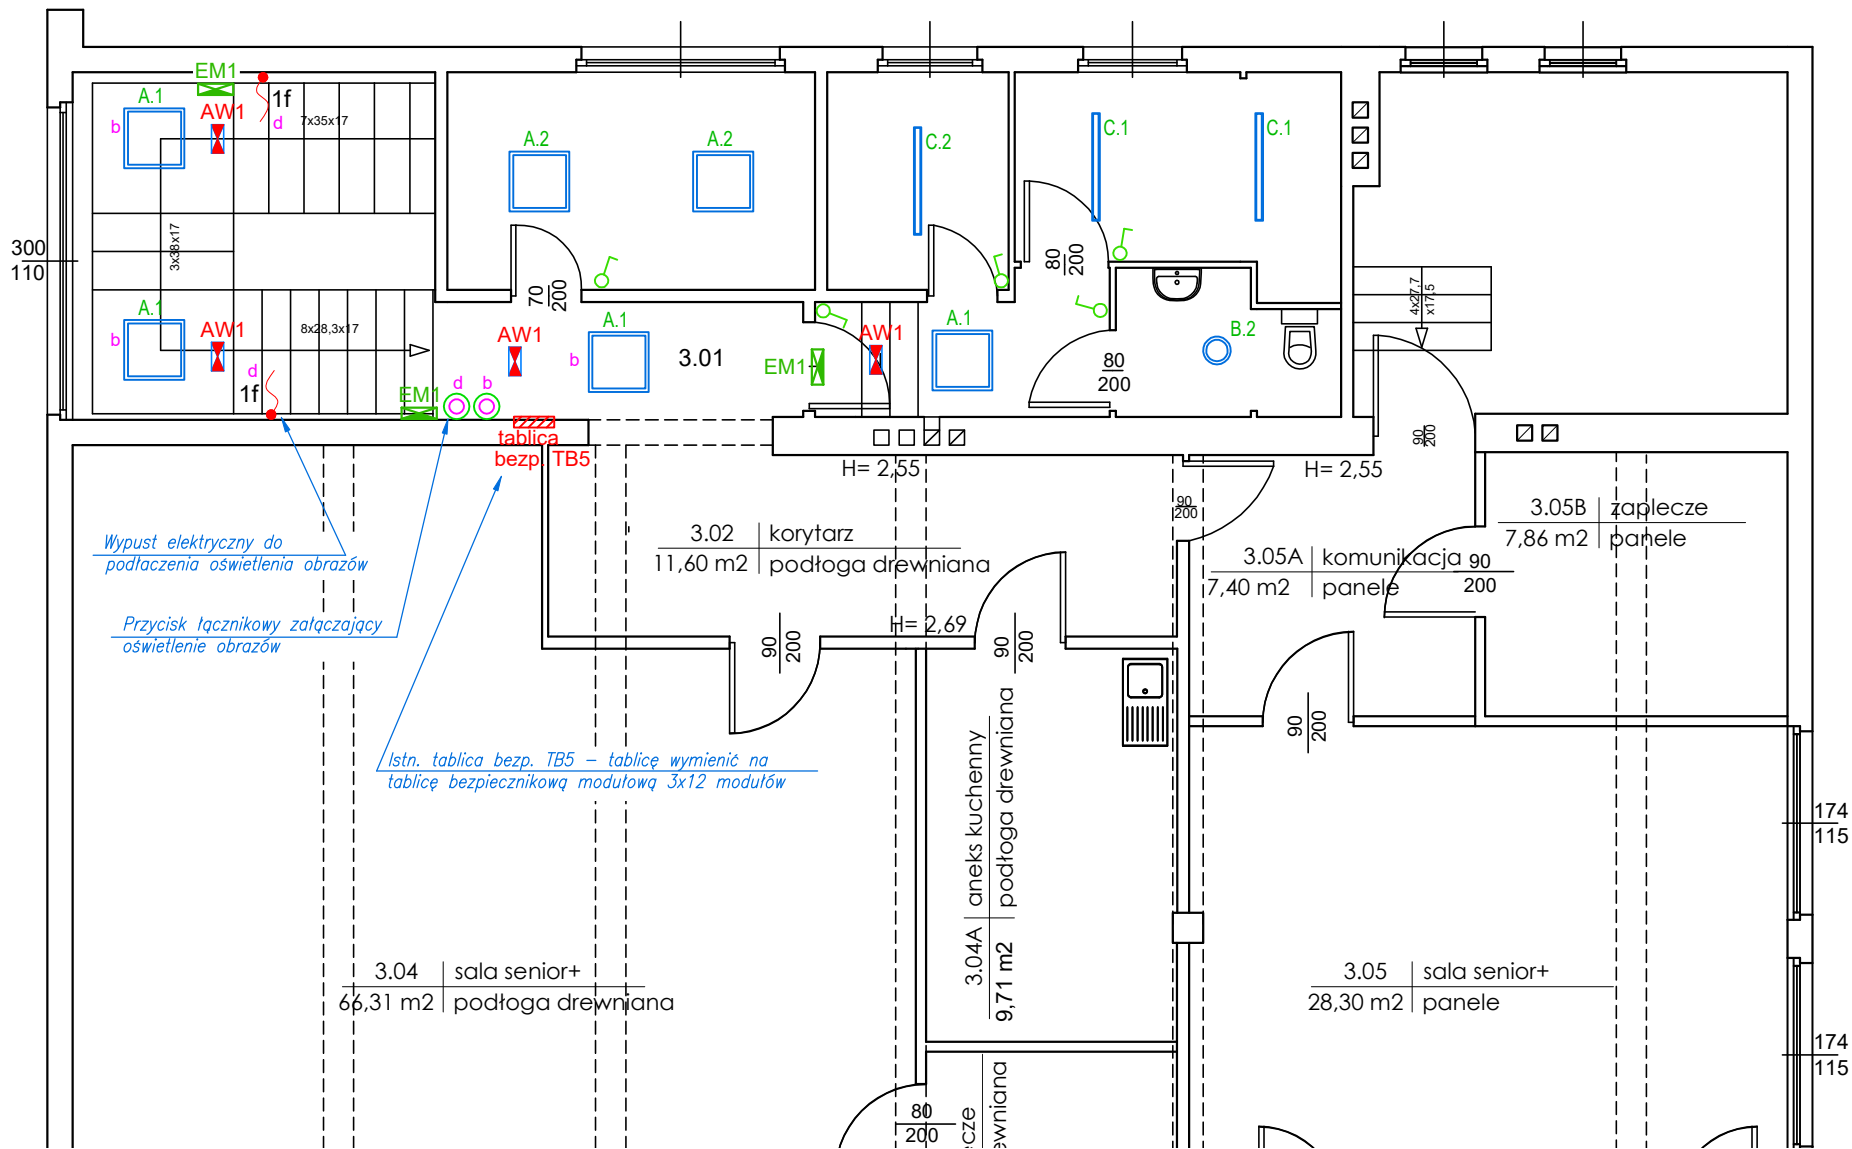 EM1
A.1
b
AW1
1f
d
7x35x17
A.2
A.2
C.2
C.1
C.1
300
110
3x38x17
80
200
70
200
4x27,7
x17,5
A.1
b
AW1
8x28,3x17
AW1
A.1
b
3.01
AW1
A.1
B.2
EM1
80
200
d
1f
EM1
d
b
tablica
bezp. TB5
90
200
H= 2,55
H= 2,55
90
200
3.02 korytarz
11,60 m2 podłoga drewniana
3.05B zaplecze
7,86 m2 panele
3.05A komunikacja
7,40 m2 panele
90
200
Wypust elektryczny do
podłaczenia oświetlenia obrazów
Przycisk łącznikowy załączający
oświetlenie obrazów
H= 2,69
90
200
90
200
90
200
Istn. tablica bezp. TB5 – tablicę wymienić na
tablicę bezpiecznikową modułową 3x12 modułów
3.04A aneks kuchenny
9,71 m2 podłoga drewniana
174
115
3.04 sala senior+
66,31 m2 podłoga drewniana
3.05 sala senior+
28,30 m2 panele
174
115
80
200